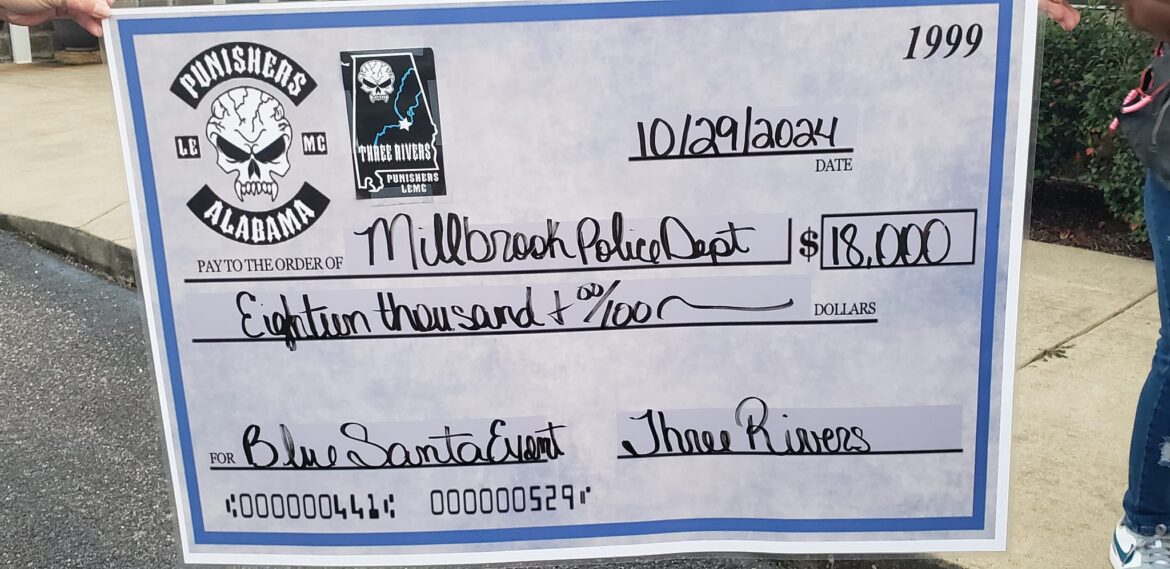 1999
PUNISHERS
LE MC
ALABAMA
THREE RIVERS
PUNISHERS
LEMC
10/29/2024
DATE
PAY TO THE ORDER OF Millbrook Police Dept $ 18,000
Eighteen thousand + 00/100 DOLLARS
FOR Blue Santa Event Three Rivers
⑆000000441⑆ 000000529⑈